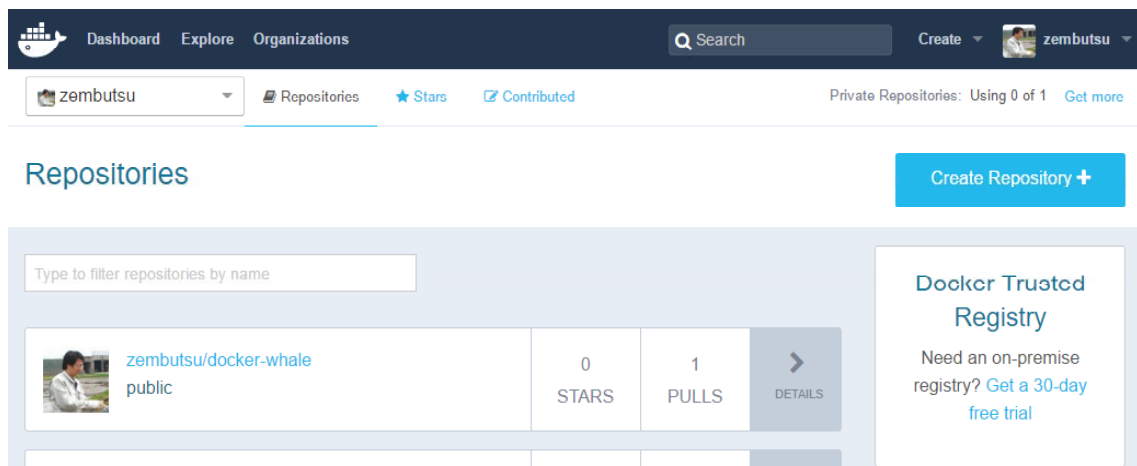 Dashboard Explore Organizations Search Create zembutsu
zembutsu Repositories Stars Contributed Private Repositories: Using 0 of 1 Get more
Repositories
Create Repository +
Type to filter repositories by name
zembutsu/docker-whale
public
0
STARS
1
PULLS
DETAILS
Docker Trusted
Registry
Need an on-premise
registry? Get a 30-day
free trial